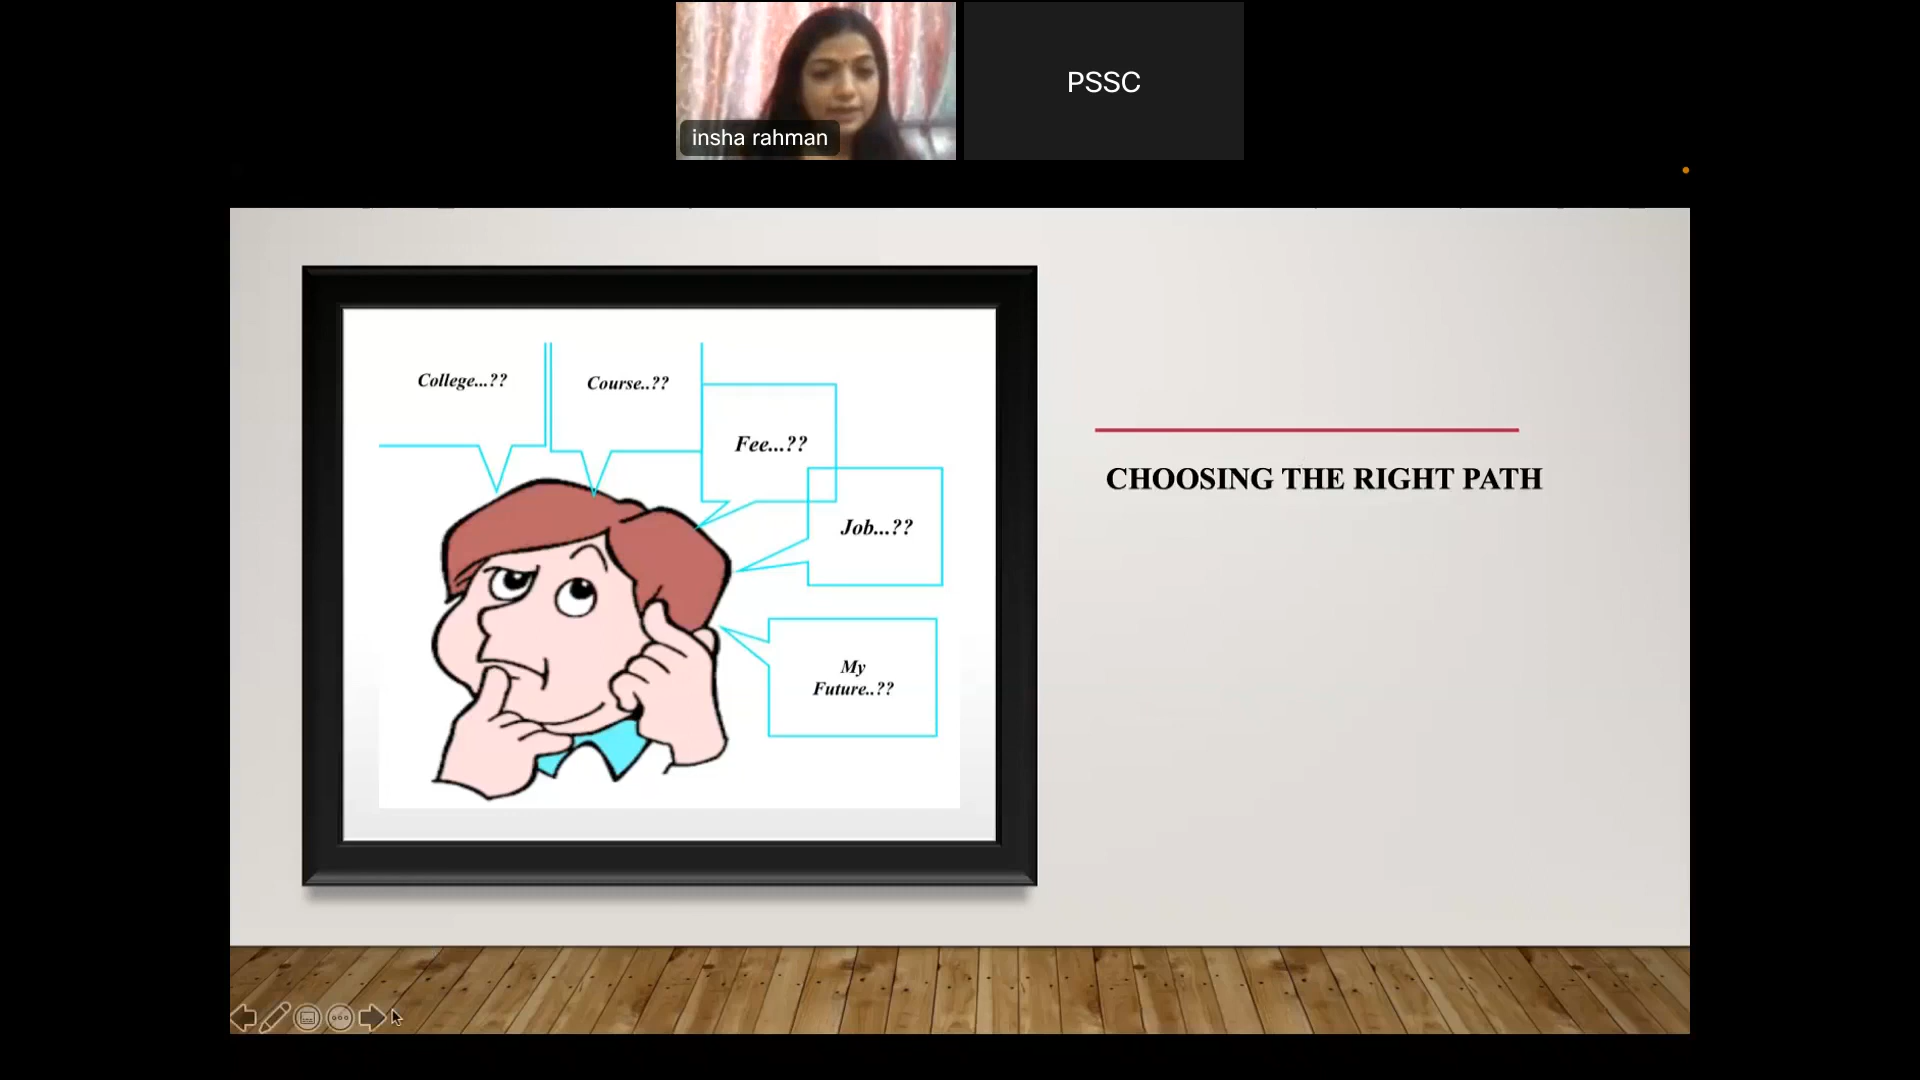 insha rahman
PSSC
College...??
Course..??
Fee...??
Job...??
My
Future..??
CHOOSING THE RIGHT PATH